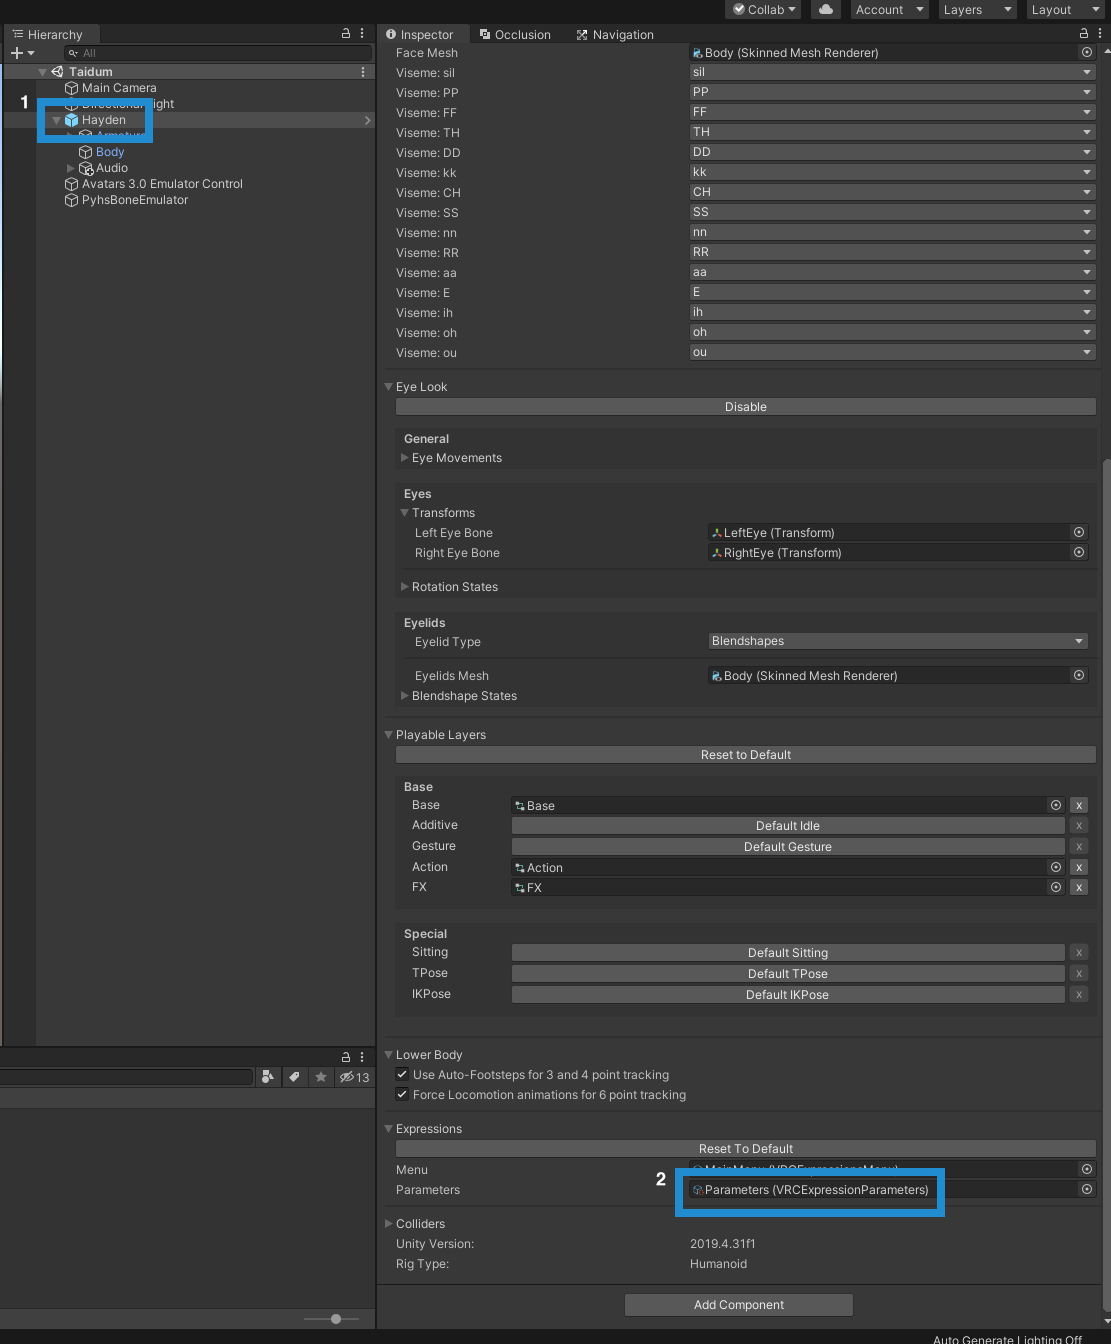 Collab
Account
Layers
Layout
Hierarchy
All
Taidum
Main Camera
Directional Light
1
Hayden
Armature
Body
Audio
Avatars 3.0 Emulator Control
PyhsBoneEmulator
13
Inspector
Occlusion
Navigation
Face Mesh Body (Skinned Mesh Renderer)
Viseme: sil sil
Viseme: PP PP
Viseme: FF FF
Viseme: TH TH
Viseme: DD DD
Viseme: kk kk
Viseme: CH CH
Viseme: SS SS
Viseme: nn nn
Viseme: RR RR
Viseme: aa aa
Viseme: E E
Viseme: ih ih
Viseme: oh oh
Viseme: ou ou
Eye Look
Disable
General
Eye Movements
Eyes
Transforms
Left Eye Bone LeftEye (Transform)
Right Eye Bone RightEye (Transform)
Rotation States
Eyelids
Eyelid Type Blendshapes
Eyelids Mesh Body (Skinned Mesh Renderer)
Blendshape States
Playable Layers
Reset to Default
Base
Base Base x
Additive Default Idle x
Gesture Default Gesture x
Action Action x
FX FX x
Special
Sitting Default Sitting x
TPose Default TPose x
IKPose Default IKPose x
Lower Body
Use Auto-Footsteps for 3 and 4 point tracking
Force Locomotion animations for 6 point tracking
Expressions
Reset To Default
Menu MainMenu (VRCExpressionsMenu)
2
Parameters Parameters (VRCExpressionParameters)
Colliders
Unity Version: 2019.4.31f1
Rig Type: Humanoid
Add Component
Auto Generate Lighting Off